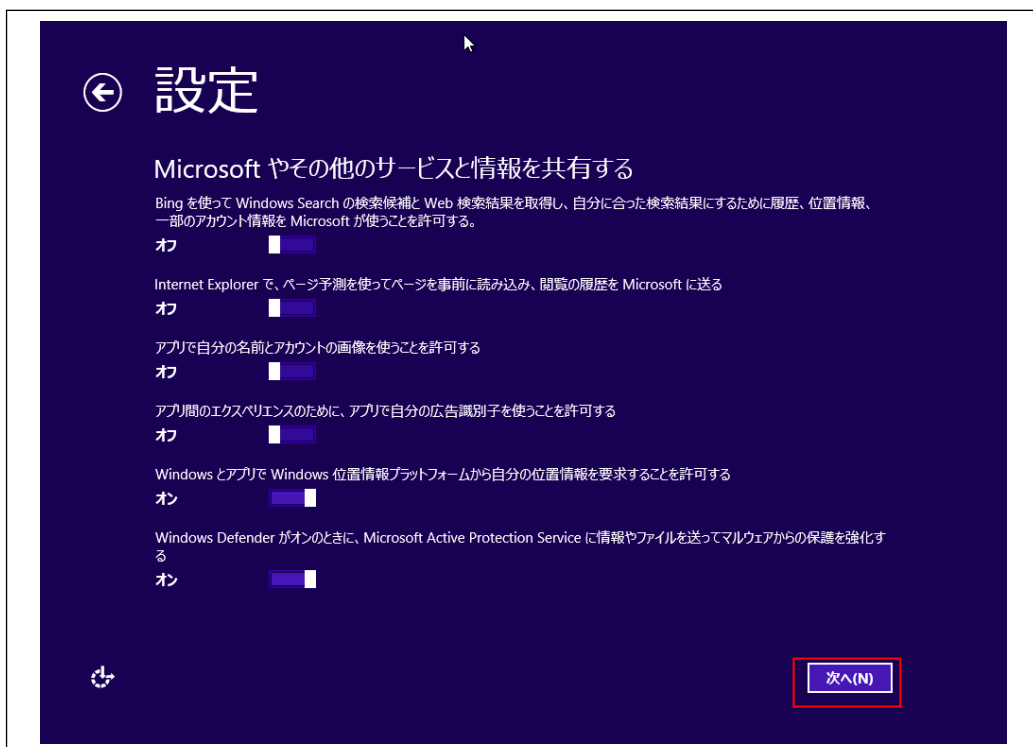 設定
Microsoft やその他のサービスと情報を共有する
Bing を使って Windows Search の検索候補と Web 検索結果を取得し、自分に合った検索結果にするために履歴、位置情報、
一部のアカウント情報を Microsoft が使うことを許可する。
オフ
Internet Explorer で、ページ予測を使ってページを事前に読み込み、閲覧の履歴を Microsoft に送る
オフ
アプリで自分の名前とアカウントの画像を使うことを許可する
オフ
アプリ間のエクスペリエンスのために、アプリで自分の広告識別子を使うことを許可する
オフ
Windows とアプリで Windows 位置情報プラットフォームから自分の位置情報を要求することを許可する
オン
Windows Defender がオンのときに、Microsoft Active Protection Service に情報やファイルを送ってマルウェアからの保護を強化す
る
オン
次へ(N)